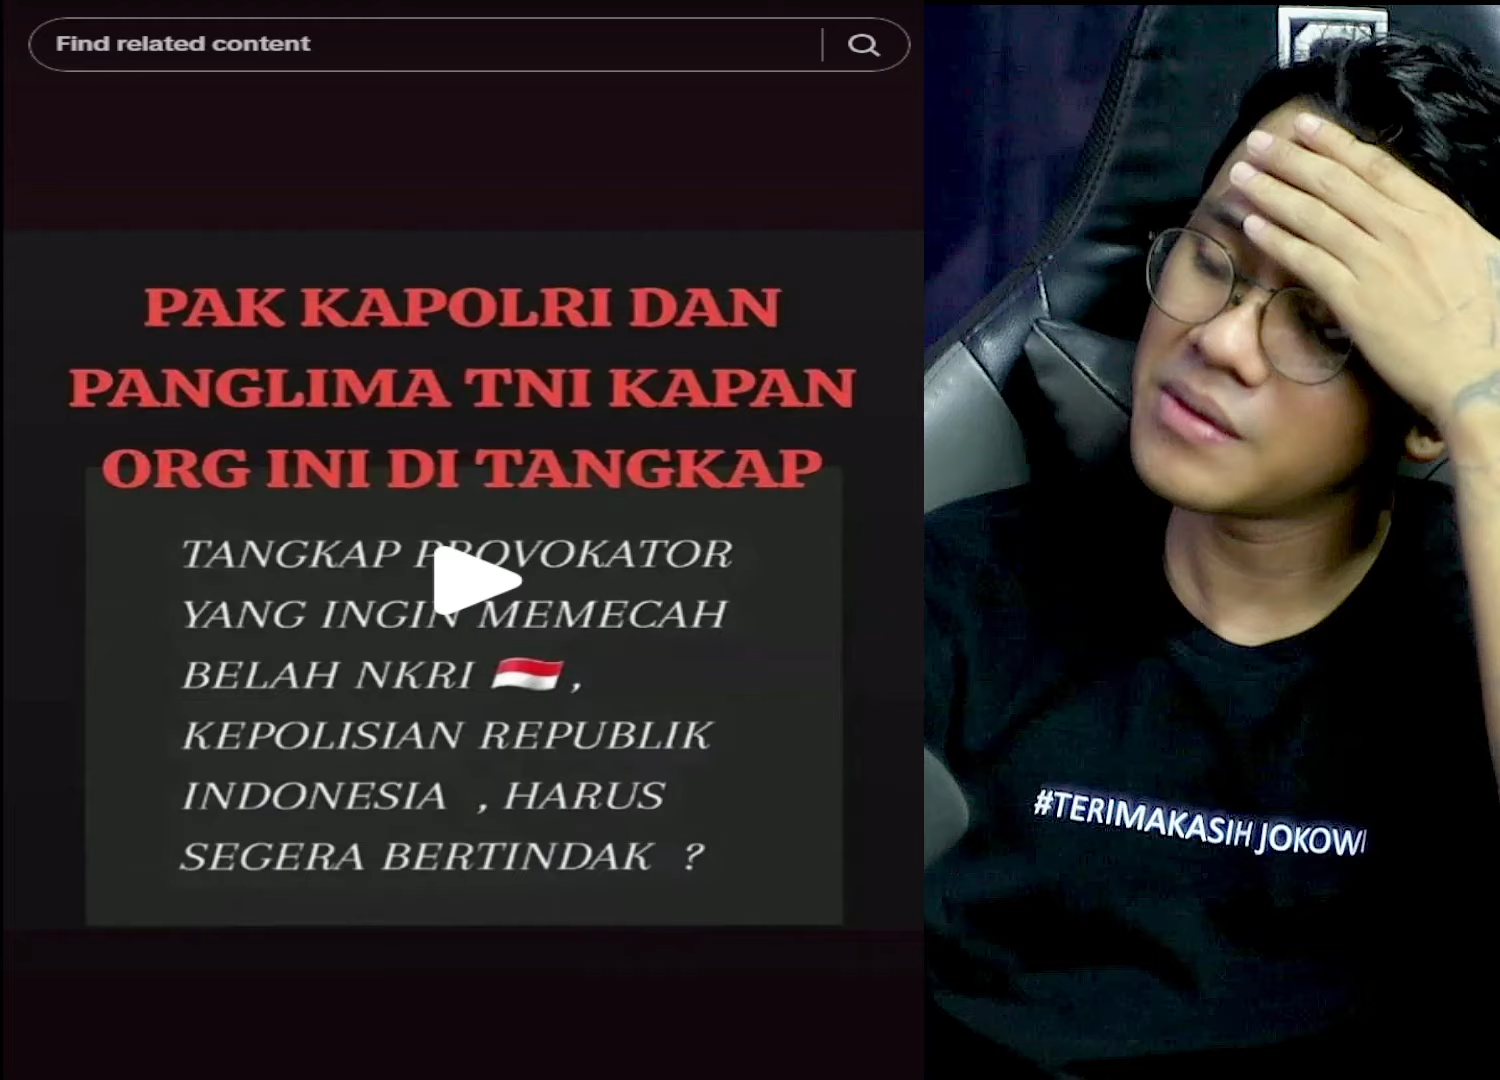 Find related content
PAK KAPOLRI DAN
PANGLIMA TNI KAPAN
ORG INI DI TANGKAP
TANGKAP PROVOKATOR
YANG INGIN MEMECAH
BELAH NKRI 🇮🇩 ,
KEPOLISIAN REPUBLIK
INDONESIA , HARUS
SEGERA BERTINDAK ?
#TERIMAKASIH JOKOWI